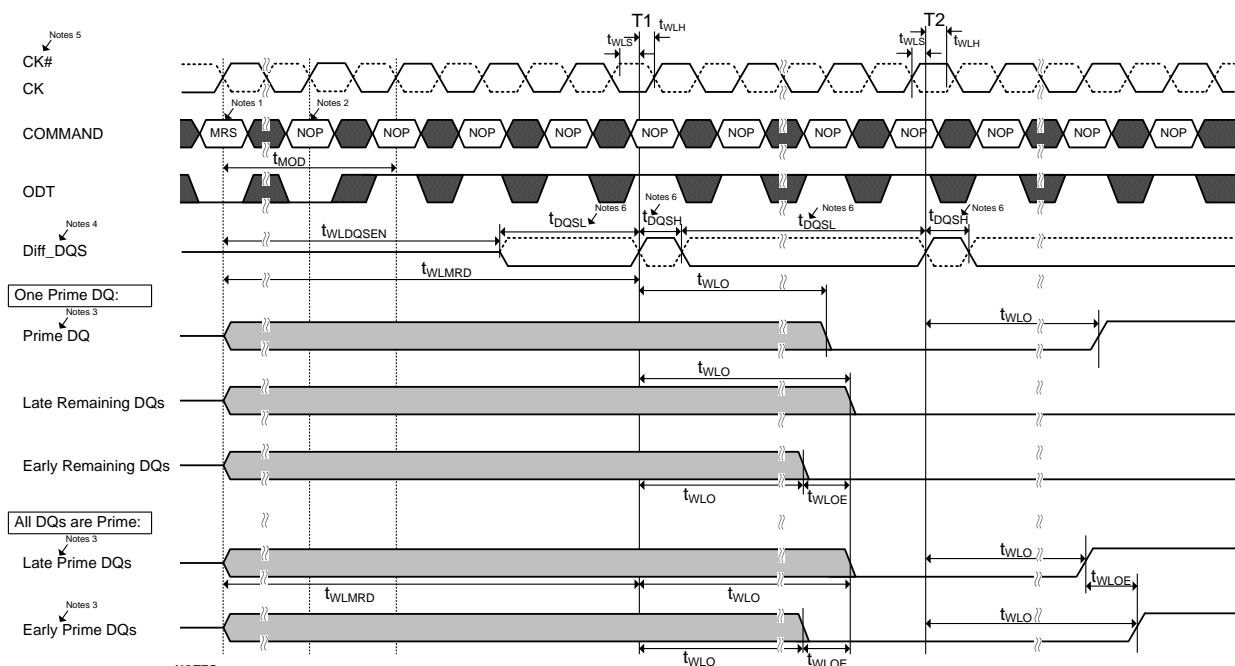 T1 T2
Notes 5
tWLS tWLH tWLS tWLH
CK#
CK
Notes 1 Notes 2
COMMAND MRS NOP NOP NOP NOP NOP NOP NOP NOP NOP NOP NOP
tMOD
ODT
Notes 4 Notes 6 Notes 6 Notes 6 Notes 6
tDQSL tDQSH tDQSL tDQSH
tWLDQSEN
Diff_DQS
tWLMRD
tWLO
One Prime DQ:
Notes 3
tWLO
Prime DQ
tWLO
Late Remaining DQs
Early Remaining DQs
tWLO tWLOE
All DQs are Prime:
Notes 3
tWLO
Late Prime DQs
tWLOE
tWLMRD tWLO
Notes 3
tWLO
Early Prime DQs
tWLO tWLOE